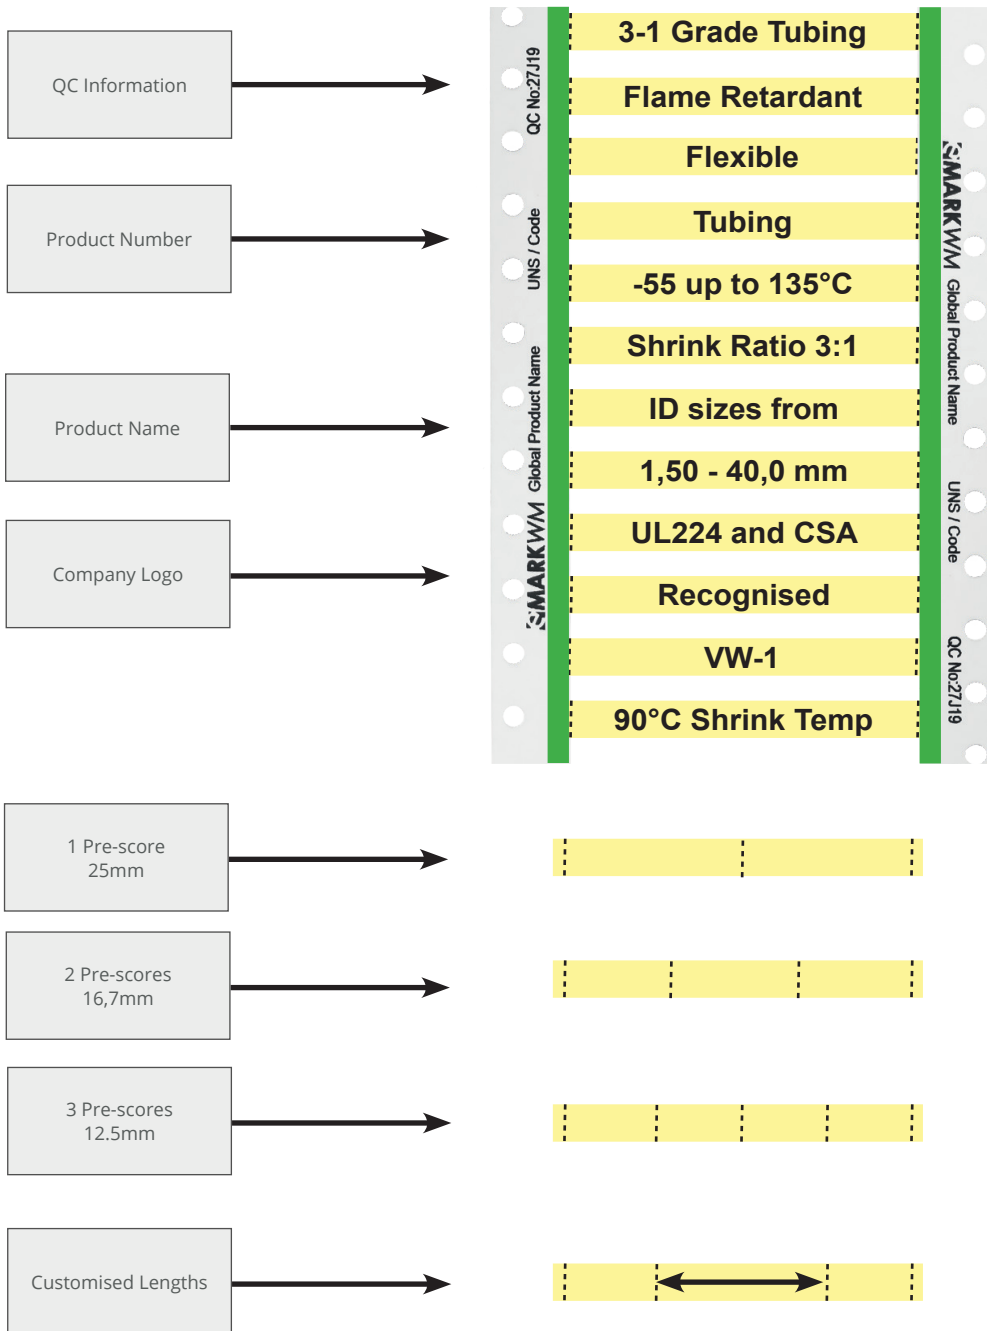 QC Information
Product Number
Product Name
Company Logo
QC No:27J19
UNS / Code
Global Product Name
SMARKWM
3-1 Grade Tubing
Flame Retardant
Flexible
Tubing
-55 up to 135°C
Shrink Ratio 3:1
ID sizes from
1,50 - 40,0 mm
UL224 and CSA
Recognised
VW-1
90°C Shrink Temp
SMARKWM Global Product Name
UNS / Code
QC No:27J19
1 Pre-score
25mm
2 Pre-scores
16,7mm
3 Pre-scores
12.5mm
Customised Lengths